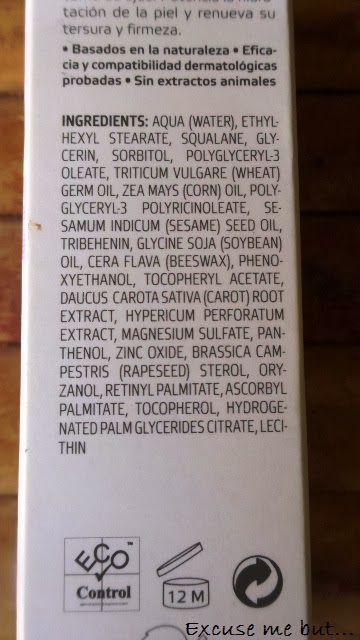 tación de la piel y renueva su
tersura y firmeza.
• Basados en la naturaleza • Efica-
cia y compatibilidad dermatológicas
probadas • Sin extractos animales
INGREDIENTS: AQUA (WATER), ETHYL-
HEXYL STEARATE, SQUALANE, GLY-
CERIN, SORBITOL, POLYGLYCERYL-3
OLEATE, TRITICUM VULGARE (WHEAT)
GERM OIL, ZEA MAYS (CORN) OIL, POLY-
GLYCERYL-3 POLYRICINOLEATE, SE-
SAMUM INDICUM (SESAME) SEED OIL,
TRIBEHENIN, GLYCINE SOJA (SOYBEAN)
OIL, CERA FLAVA (BEESWAX), PHENO-
XYETHANOL, TOCOPHERYL ACETATE,
DAUCUS CAROTA SATIVA (CAROT) ROOT
EXTRACT, HYPERICUM PERFORATUM
EXTRACT, MAGNESIUM SULFATE, PAN-
THENOL, ZINC OXIDE, BRASSICA CAM-
PESTRIS (RAPESEED) STEROL, ORY-
ZANOL, RETINYL PALMITATE, ASCORBYL
PALMITATE, TOCOPHEROL, HYDROGE-
NATED PALM GLYCERIDES CITRATE, LECI-
THIN
ECO™
Control
12 M
Excuse me but...